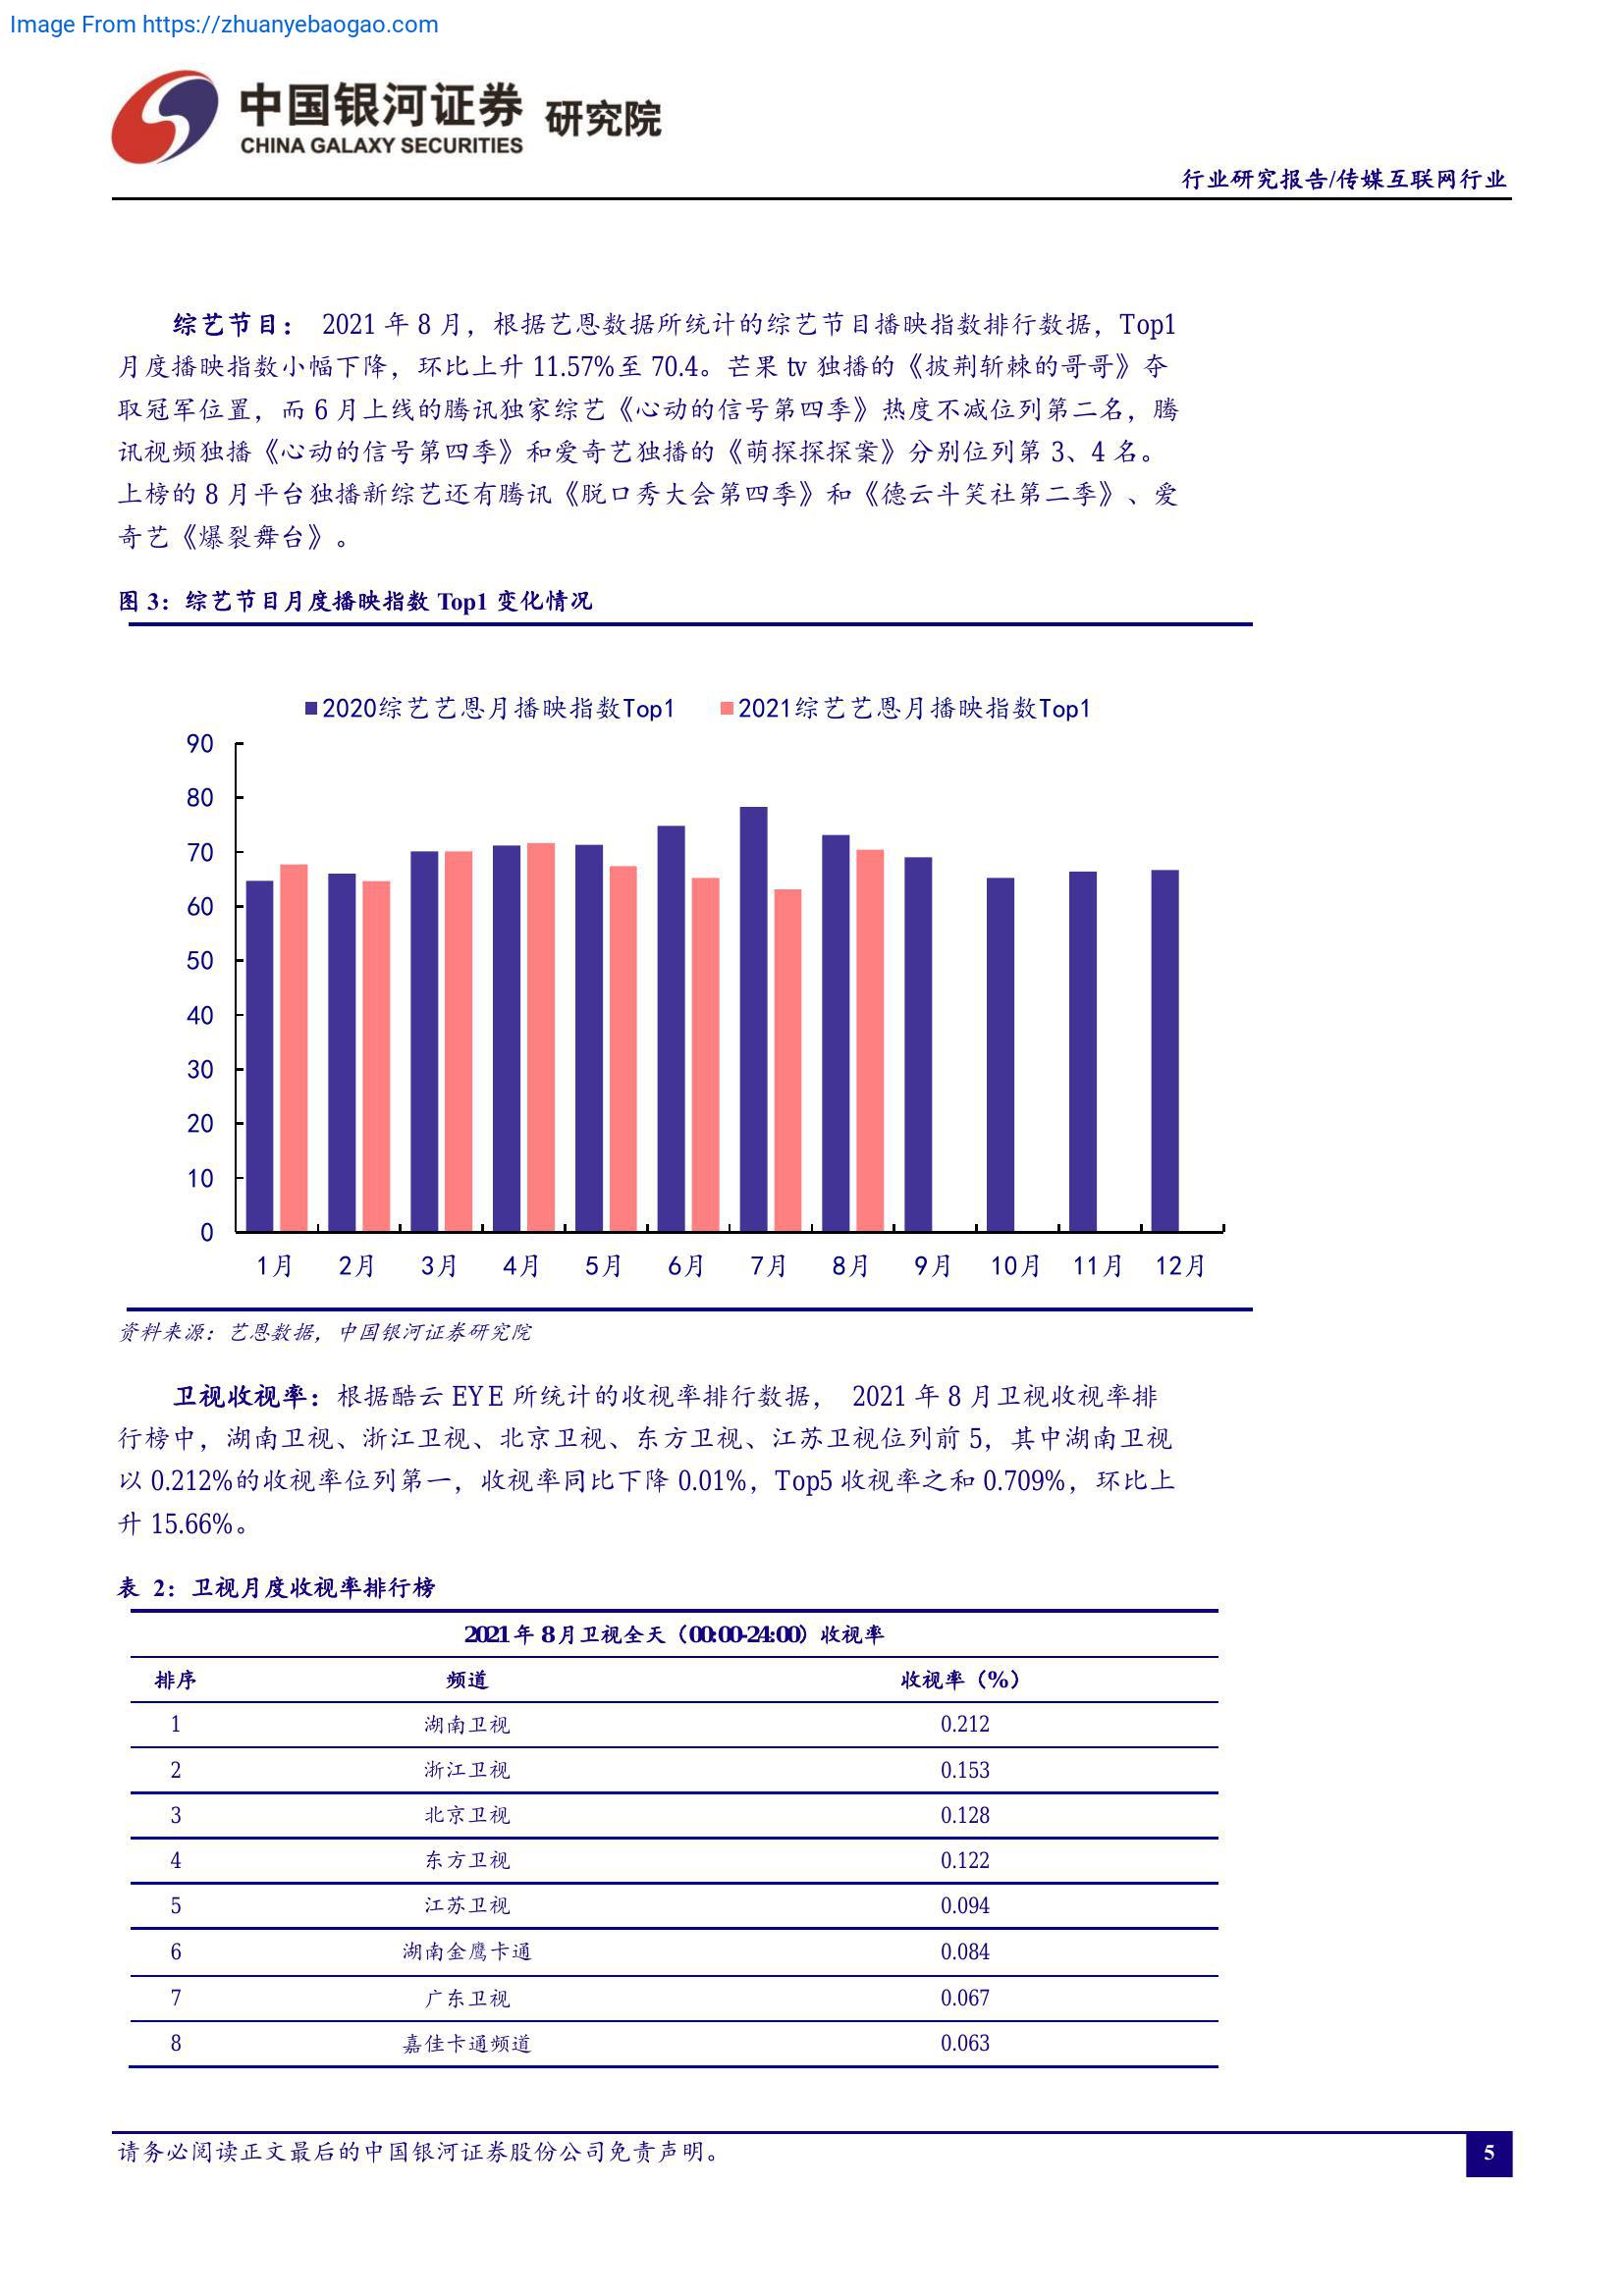 Image From https://zhuanyebaogao.com
中国银河证券 研究院
CHINA GALAXY SECURITIES
行业研究报告/传媒互联网行业
综艺节目： 2021 年 8 月，根据艺恩数据所统计的综艺节目播映指数排行数据，Top1
月度播映指数小幅下降，环比上升 11.57%至 70.4。芒果 tv 独播的《披荆斩棘的哥哥》夺
取冠军位置，而 6 月上线的腾讯独家综艺《心动的信号第四季》热度不减位列第二名，腾
讯视频独播《心动的信号第四季》和爱奇艺独播的《萌探探探案》分别位列第 3、4 名。
上榜的 8 月平台独播新综艺还有腾讯《脱口秀大会第四季》和《德云斗笑社第二季》、爱
奇艺《爆裂舞台》。
图 3：综艺节目月度播映指数 Top1 变化情况
2020综艺艺恩月播映指数Top1 2021综艺艺恩月播映指数Top1
90
80
70
60
50
40
30
20
10
0
1月 2月 3月 4月 5月 6月 7月 8月 9月 10月 11月 12月
资料来源：艺恩数据，中国银河证券研究院
卫视收视率：根据酷云 EYE 所统计的收视率排行数据， 2021 年 8 月卫视收视率排
行榜中，湖南卫视、浙江卫视、北京卫视、东方卫视、江苏卫视位列前 5，其中湖南卫视
以 0.212%的收视率位列第一，收视率同比下降 0.01%，Top5 收视率之和 0.709%，环比上
升 15.66%。
表 2：卫视月度收视率排行榜
2021 年 8 月卫视全天（00:00-24:00）收视率
排序 频道 收视率（%）
1 湖南卫视 0.212
2 浙江卫视 0.153
3 北京卫视 0.128
4 东方卫视 0.122
5 江苏卫视 0.094
6 湖南金鹰卡通 0.084
7 广东卫视 0.067
8 嘉佳卡通频道 0.063
请务必阅读正文最后的中国银河证券股份公司免责声明。
5